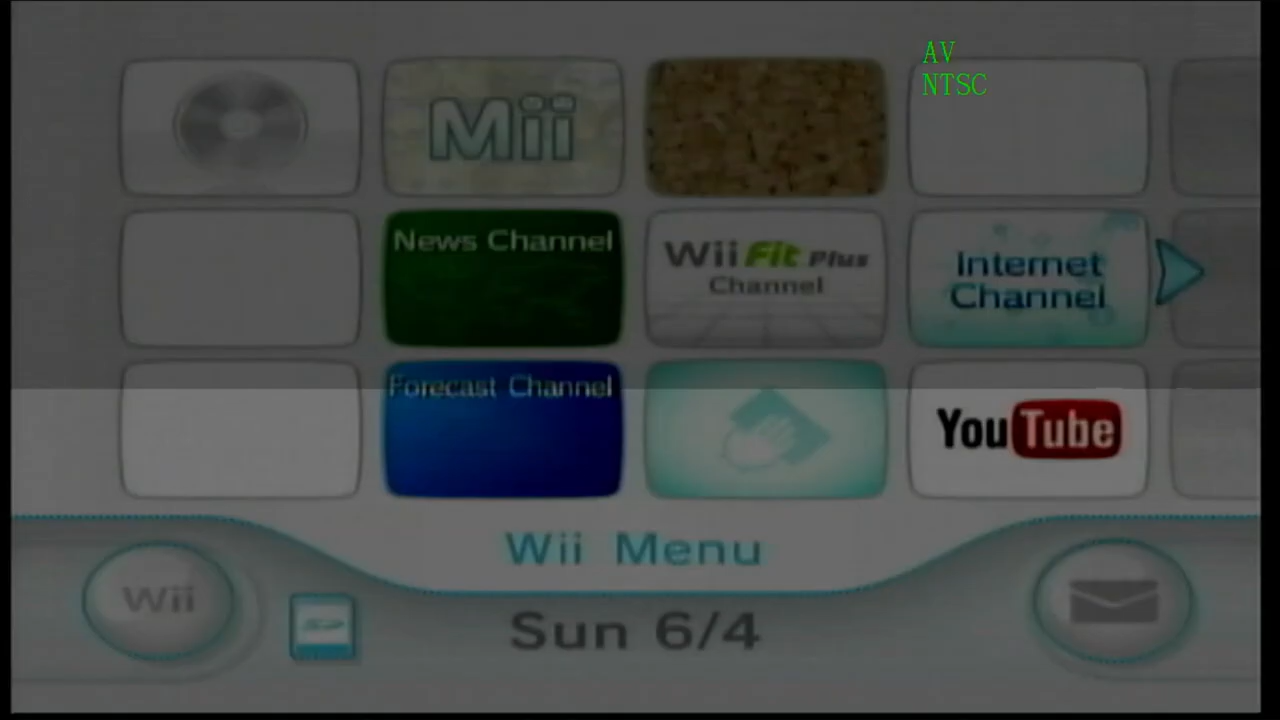 AV
NTSC
Mii
News Channel
Wii Fit Plus
Channel
Internet
Channel
Forecast Channel
YouTube
Wii Menu
Wii
SD
Sun 6/4